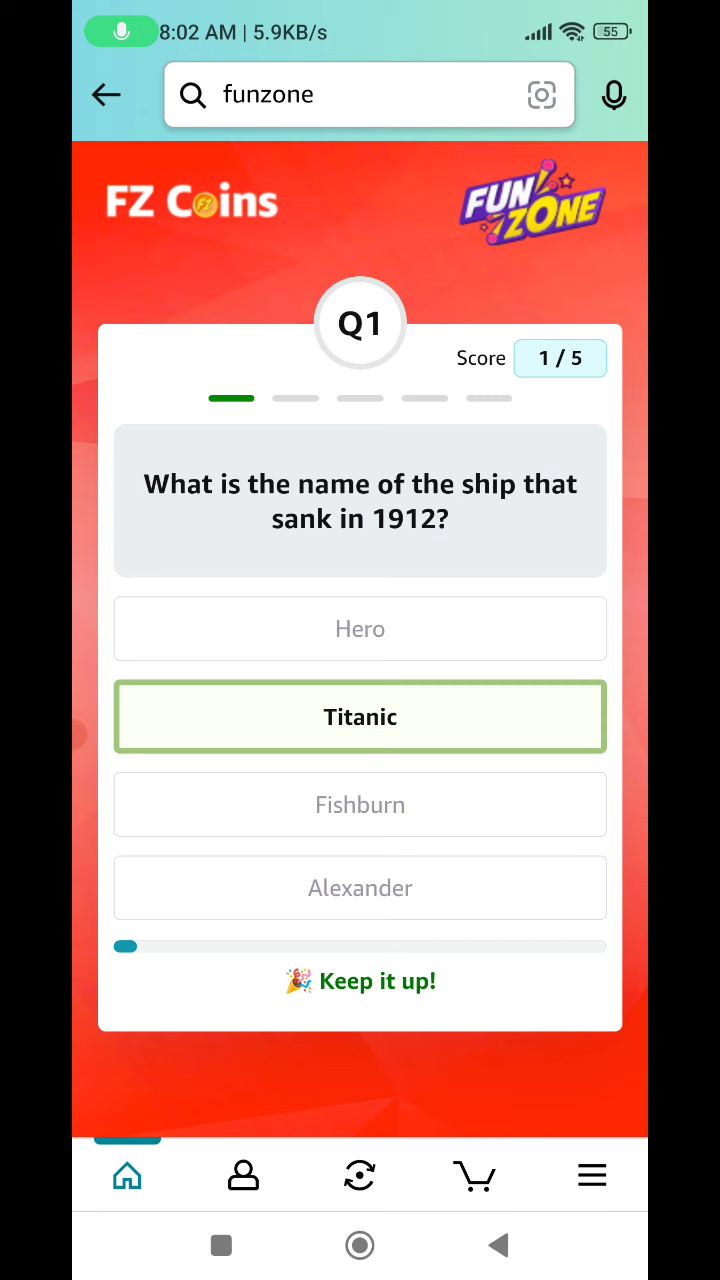 8:02 AM | 5.9KB/s
55
funzone
FZ Coins
FUN
ZONE
Q1
Score 1 / 5
What is the name of the ship that
sank in 1912?
Hero
Titanic
Fishburn
Alexander
🎉 Keep it up!